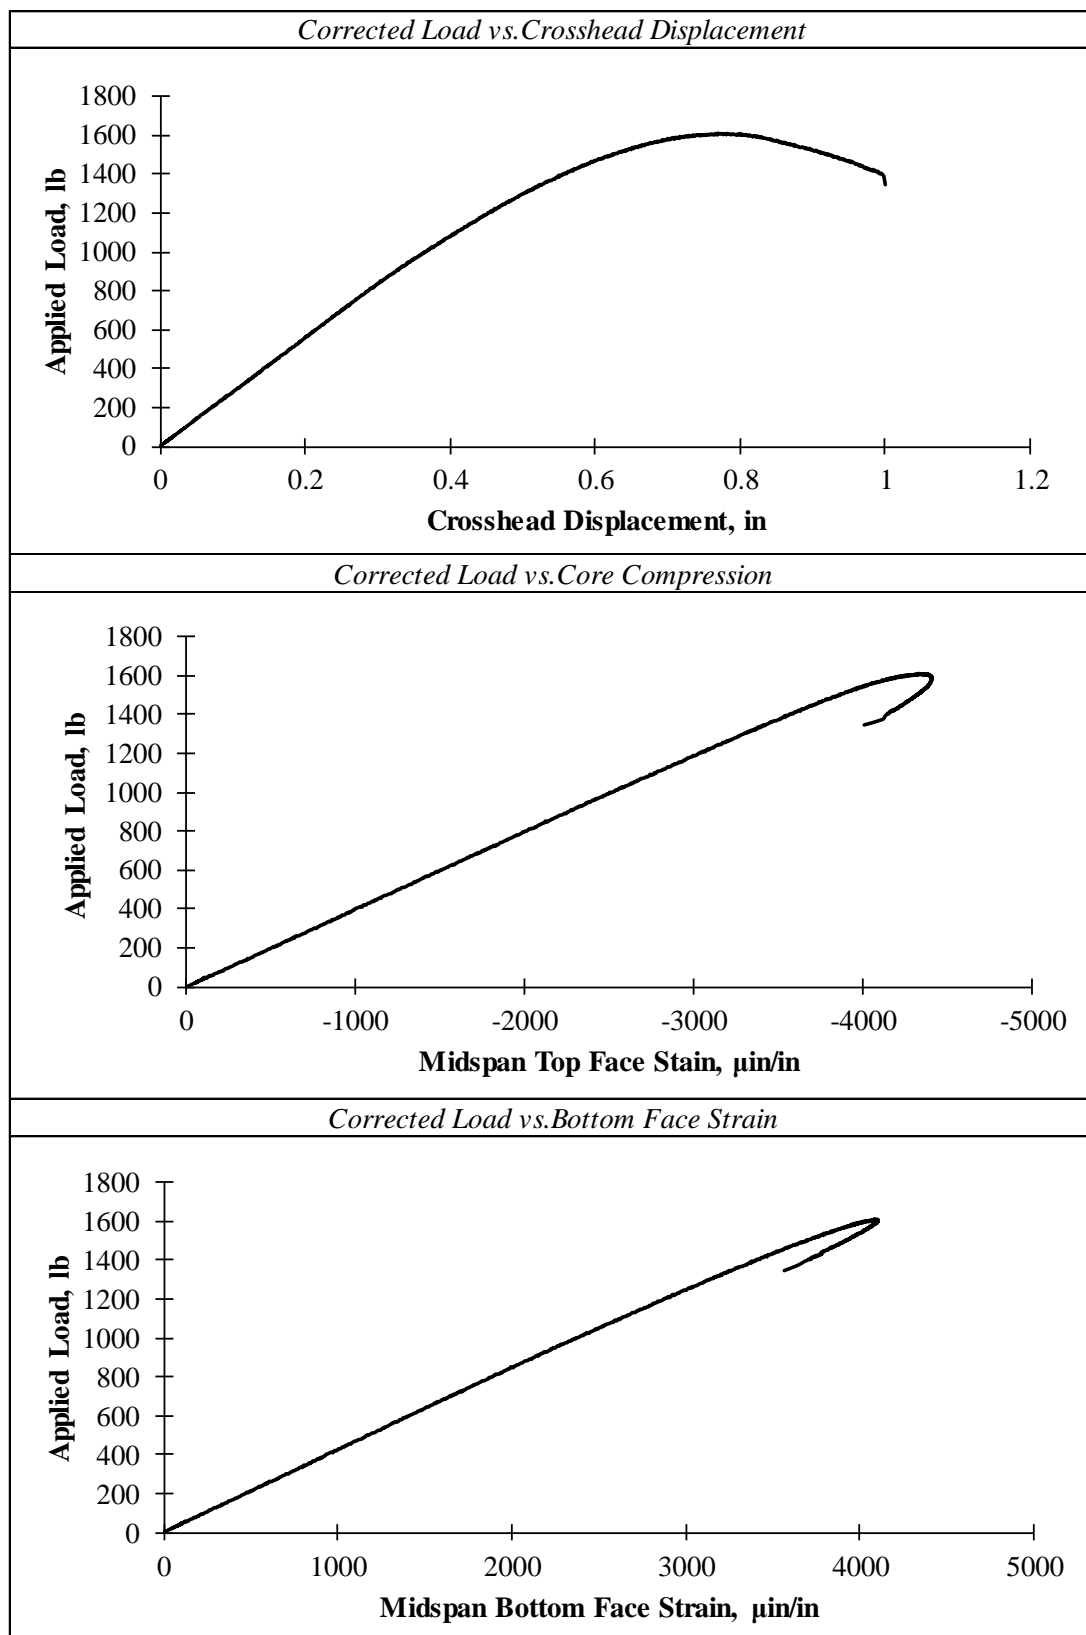 Corrected Load vs.Crosshead Displacement
1800
1600
1400
1200
1000
800
600
400
200
0
Applied Load, lb
0 0.2 0.4 0.6 0.8 1 1.2
Crosshead Displacement, in
Corrected Load vs.Core Compression
1800
1600
1400
1200
1000
800
600
400
200
0
Applied Load, lb
0 -1000 -2000 -3000 -4000 -5000
Midspan Top Face Stain, µin/in
Corrected Load vs.Bottom Face Strain
1800
1600
1400
1200
1000
800
600
400
200
0
Applied Load, lb
0 1000 2000 3000 4000 5000
Midspan Bottom Face Strain, µin/in